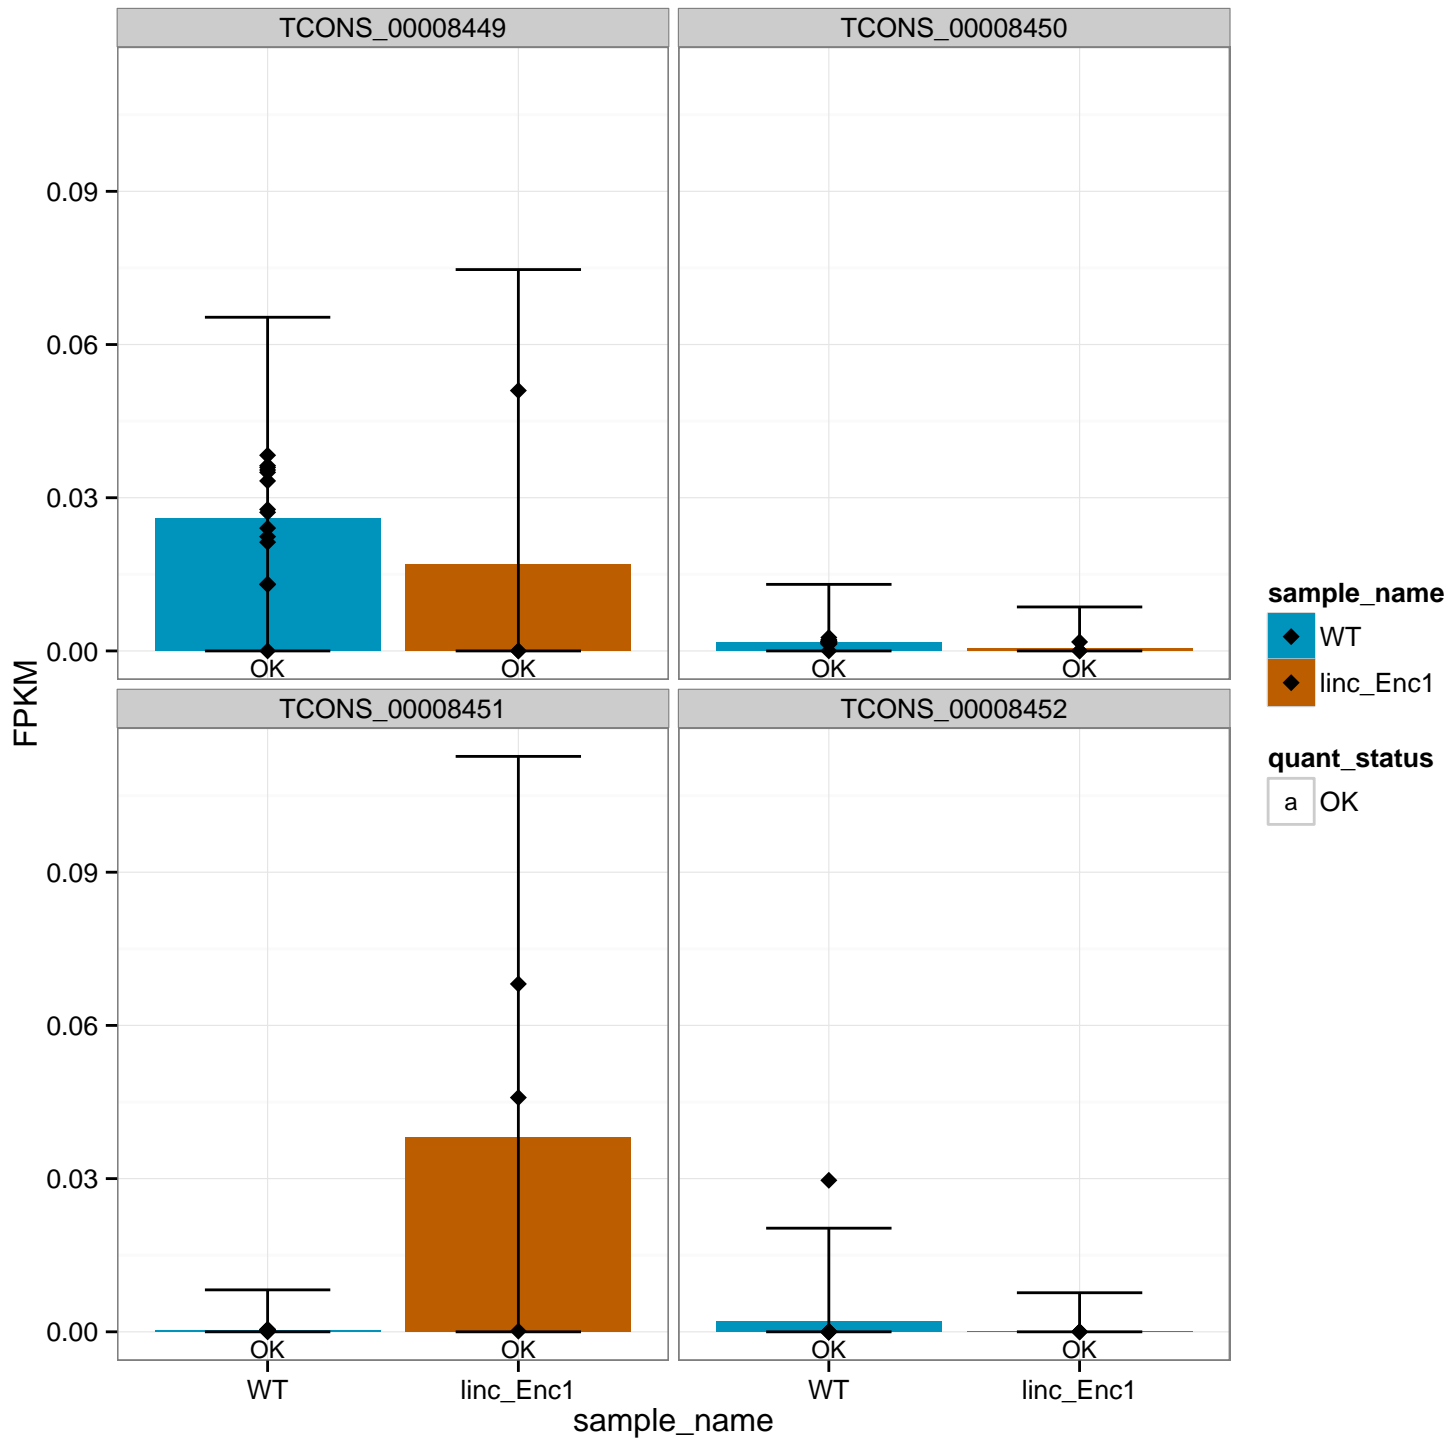 TCONS_00008449
TCONS_00008450
0.09
0.06
0.03
0.00
OK
OK
OK
OK
FPKM
TCONS_00008451
TCONS_00008452
0.09
0.06
0.03
0.00
OK
OK
OK
OK
WT
linc_Enc1
WT
linc_Enc1
sample_name
sample_name
WT
linc_Enc1
quant_status
a OK